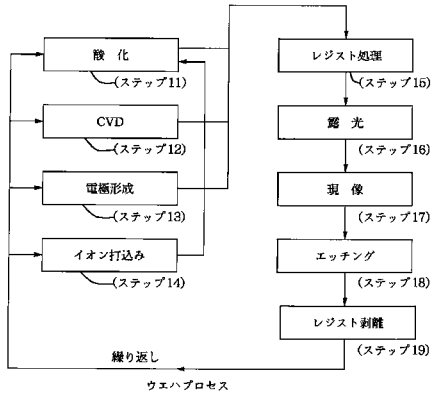 酸化
(ステップ11)
CVD
(ステップ12)
電極形成
(ステップ13)
イオン打込み
(ステップ14)
レジスト処理
(ステップ15)
露光
(ステップ16)
現像
(ステップ17)
エッチング
(ステップ18)
レジスト剥離
(ステップ19)
繰り返し
ウエハプロセス